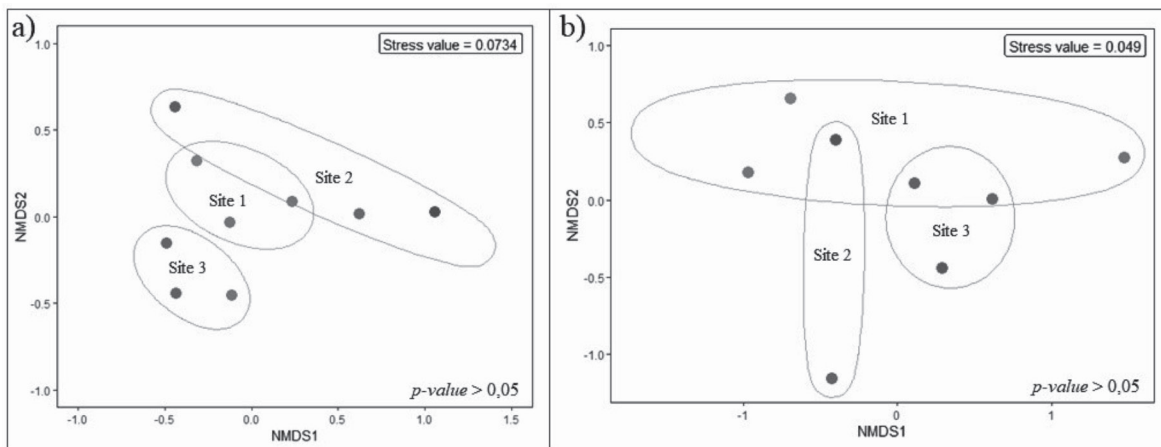 a)
Stress value = 0.0734
1.0
0.5
0.0
-0.5
-1.0
NMDS2
Site 2
Site 1
Site 3
p-value > 0,05
-1.0 -0.5 0.0 0.5 1.0 1.5
NMDS1
b)
Stress value = 0.049
1.0
0.5
0.0
-0.5
-1.0
NMDS2
Site 1
Site 3
Site 2
p-value > 0,05
-1 0 1
NMDS1